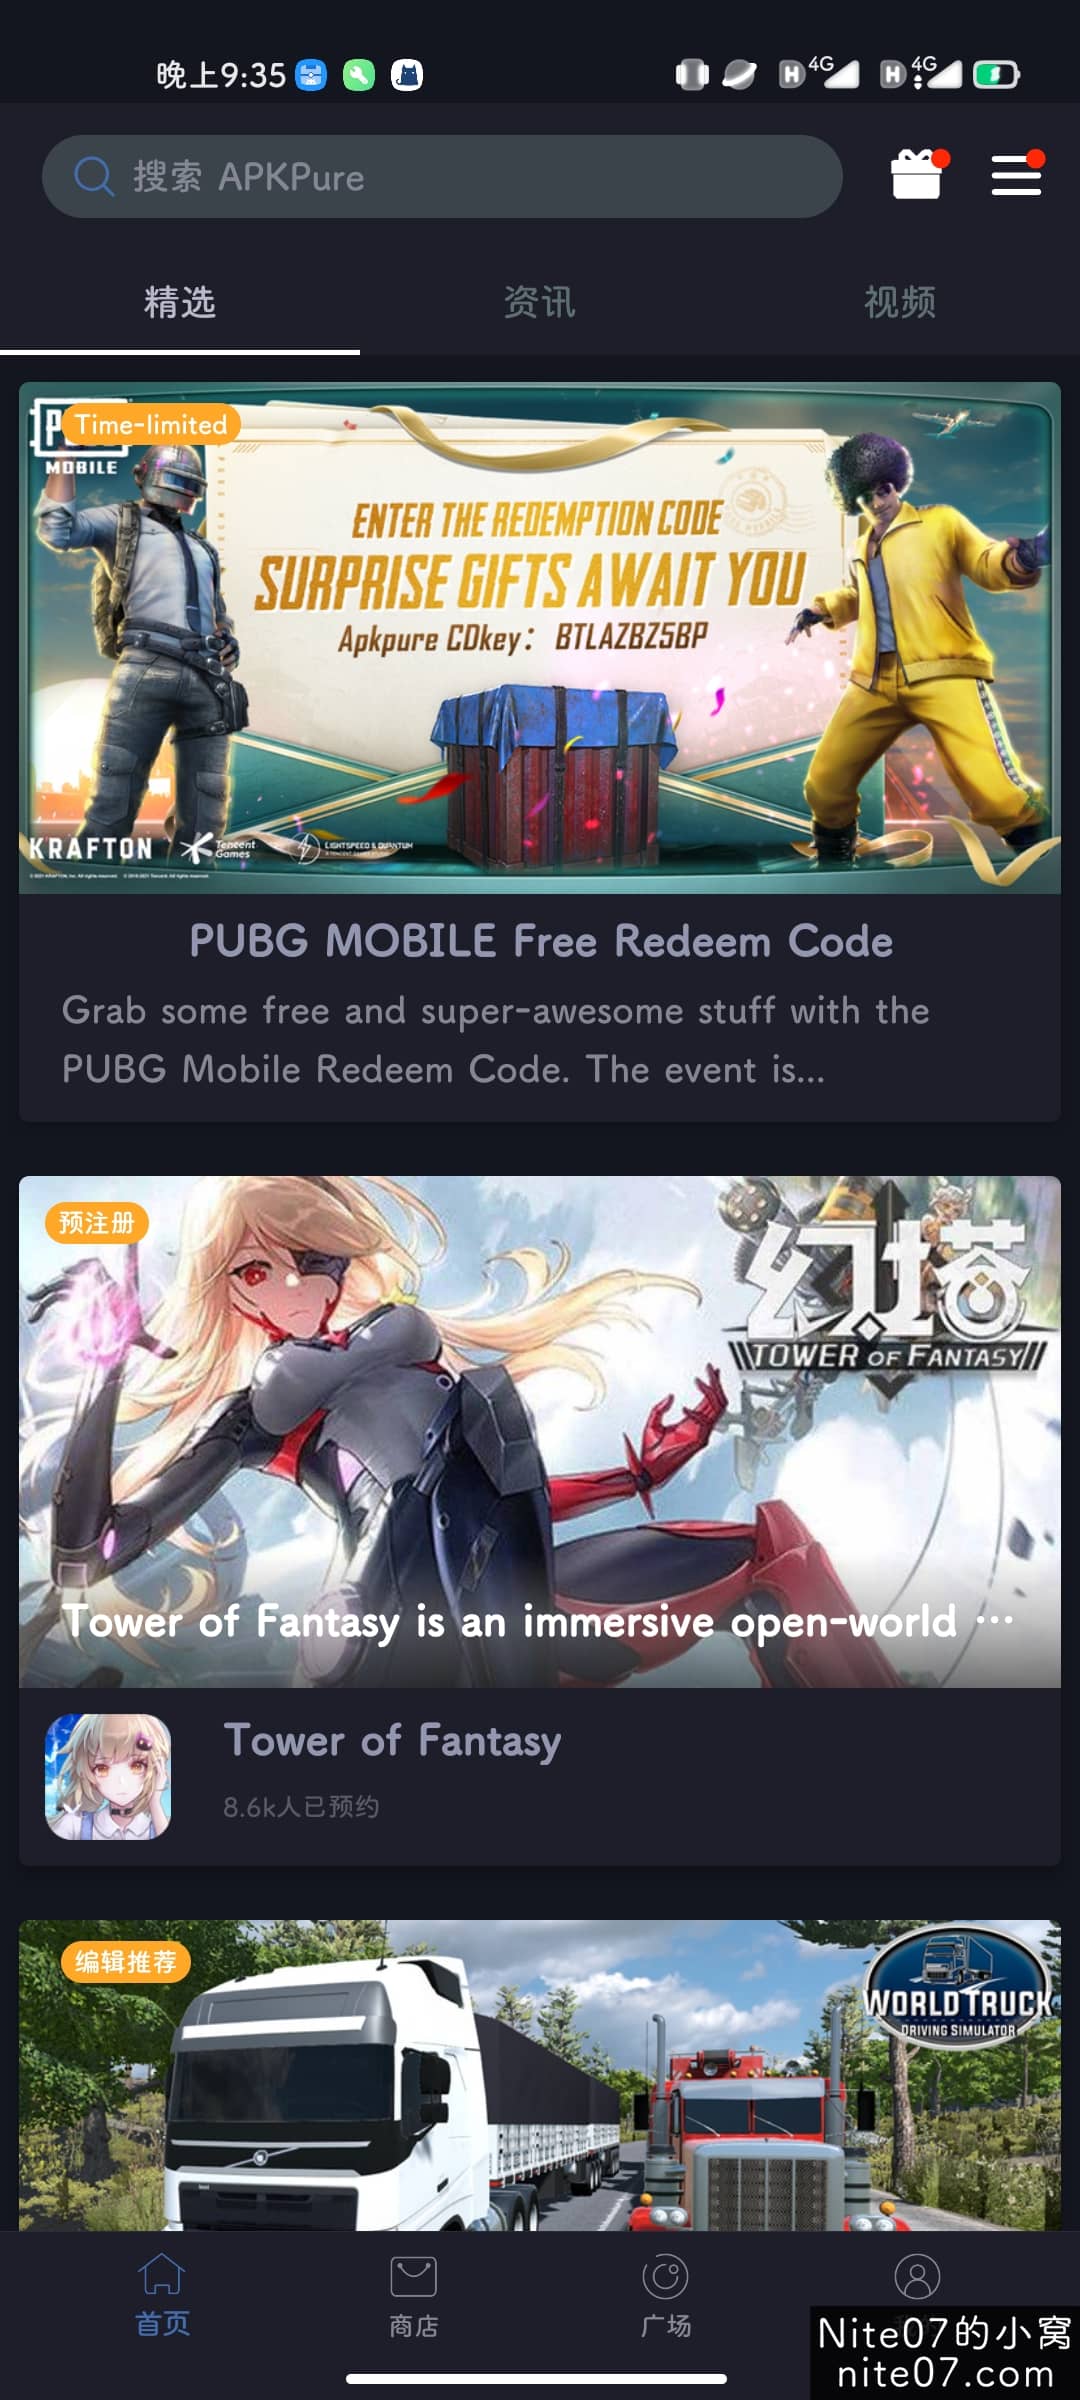 晚上9:35
4G
4G
搜索 APKPure
精选
资讯
视频
Time-limited
MOBILE
ENTER THE REDEMPTION CODE
SURPRISE GIFTS AWAIT YOU
Apkpure CDkey: BTLAZBZ5BP
KRAFTON
Tencent Games
LIGHTSPEED & QUANTUM
PUBG MOBILE Free Redeem Code
Grab some free and super-awesome stuff with the
PUBG Mobile Redeem Code. The event is...
预注册
幻塔
TOWER OF FANTASY
Tower of Fantasy is an immersive open-world ···
Tower of Fantasy
8.6k人已预约
编辑推荐
WORLD TRUCK
DRIVING SIMULATOR
首页
商店
广场
Nite07的小窝
nite07.com